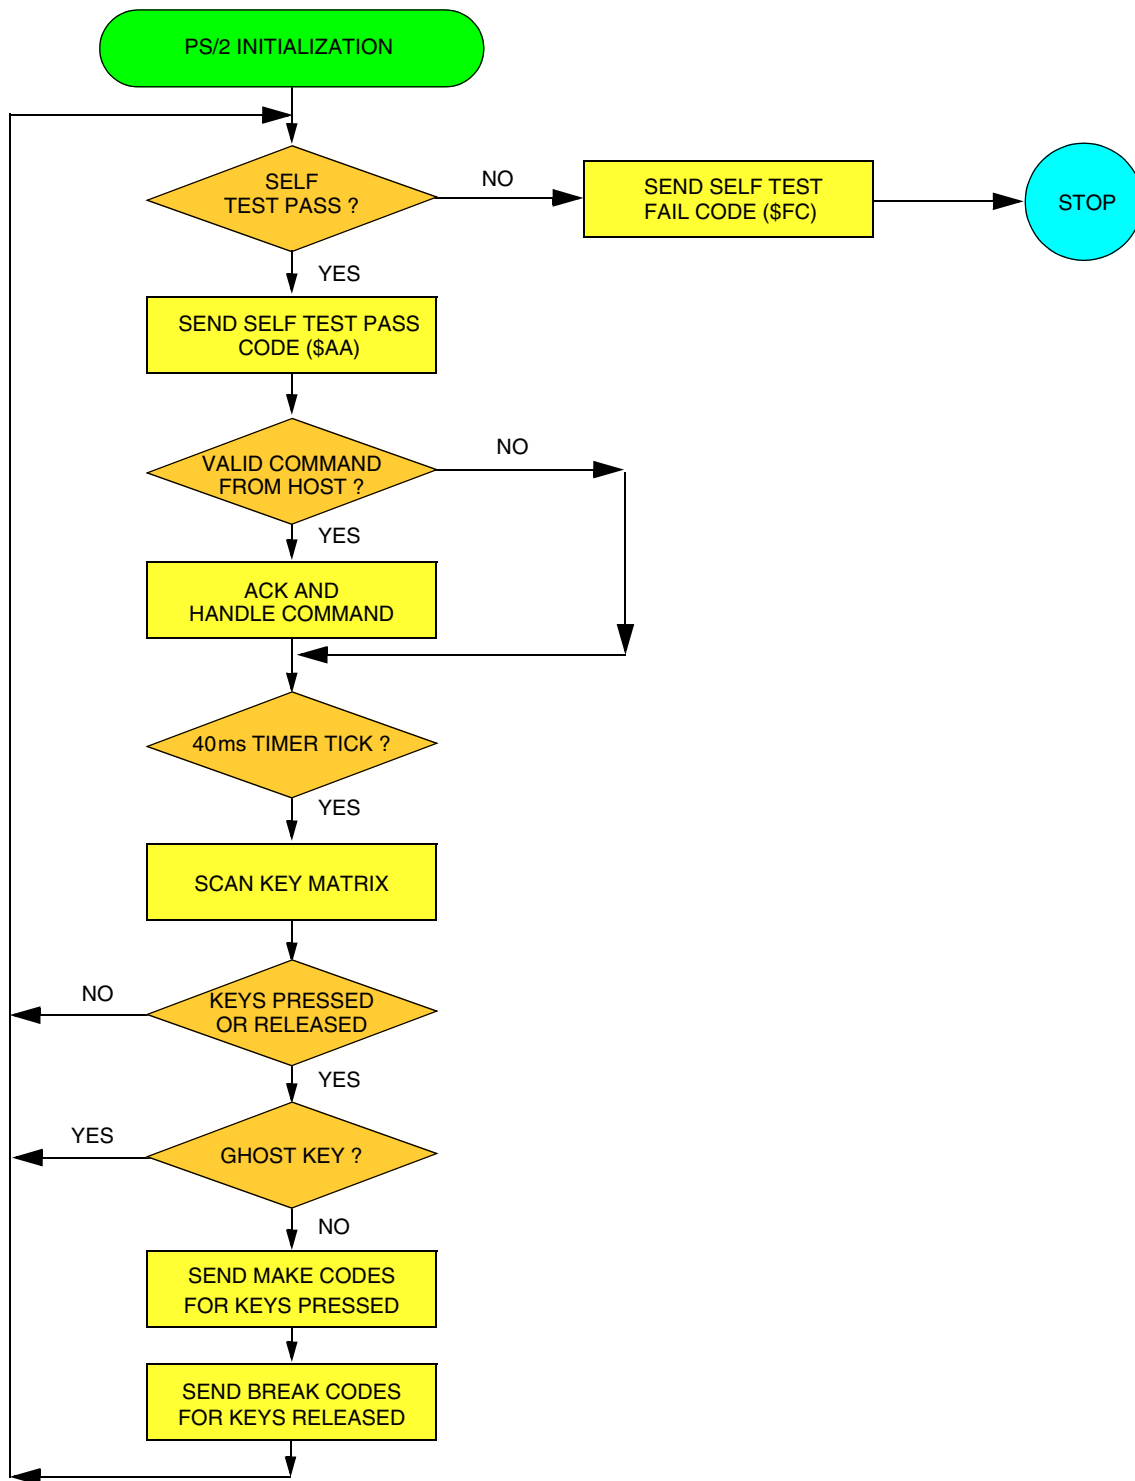 PS/2 INITIALIZATION
SELF
TEST PASS ?
NO
SEND SELF TEST
FAIL CODE ($FC)
STOP
YES
SEND SELF TEST PASS
CODE ($AA)
VALID COMMAND
FROM HOST ?
NO
YES
ACK AND
HANDLE COMMAND
40ms TIMER TICK ?
YES
SCAN KEY MATRIX
KEYS PRESSED
OR RELEASED
NO
YES
GHOST KEY ?
YES
NO
SEND MAKE CODES
FOR KEYS PRESSED
SEND BREAK CODES
FOR KEYS RELEASED